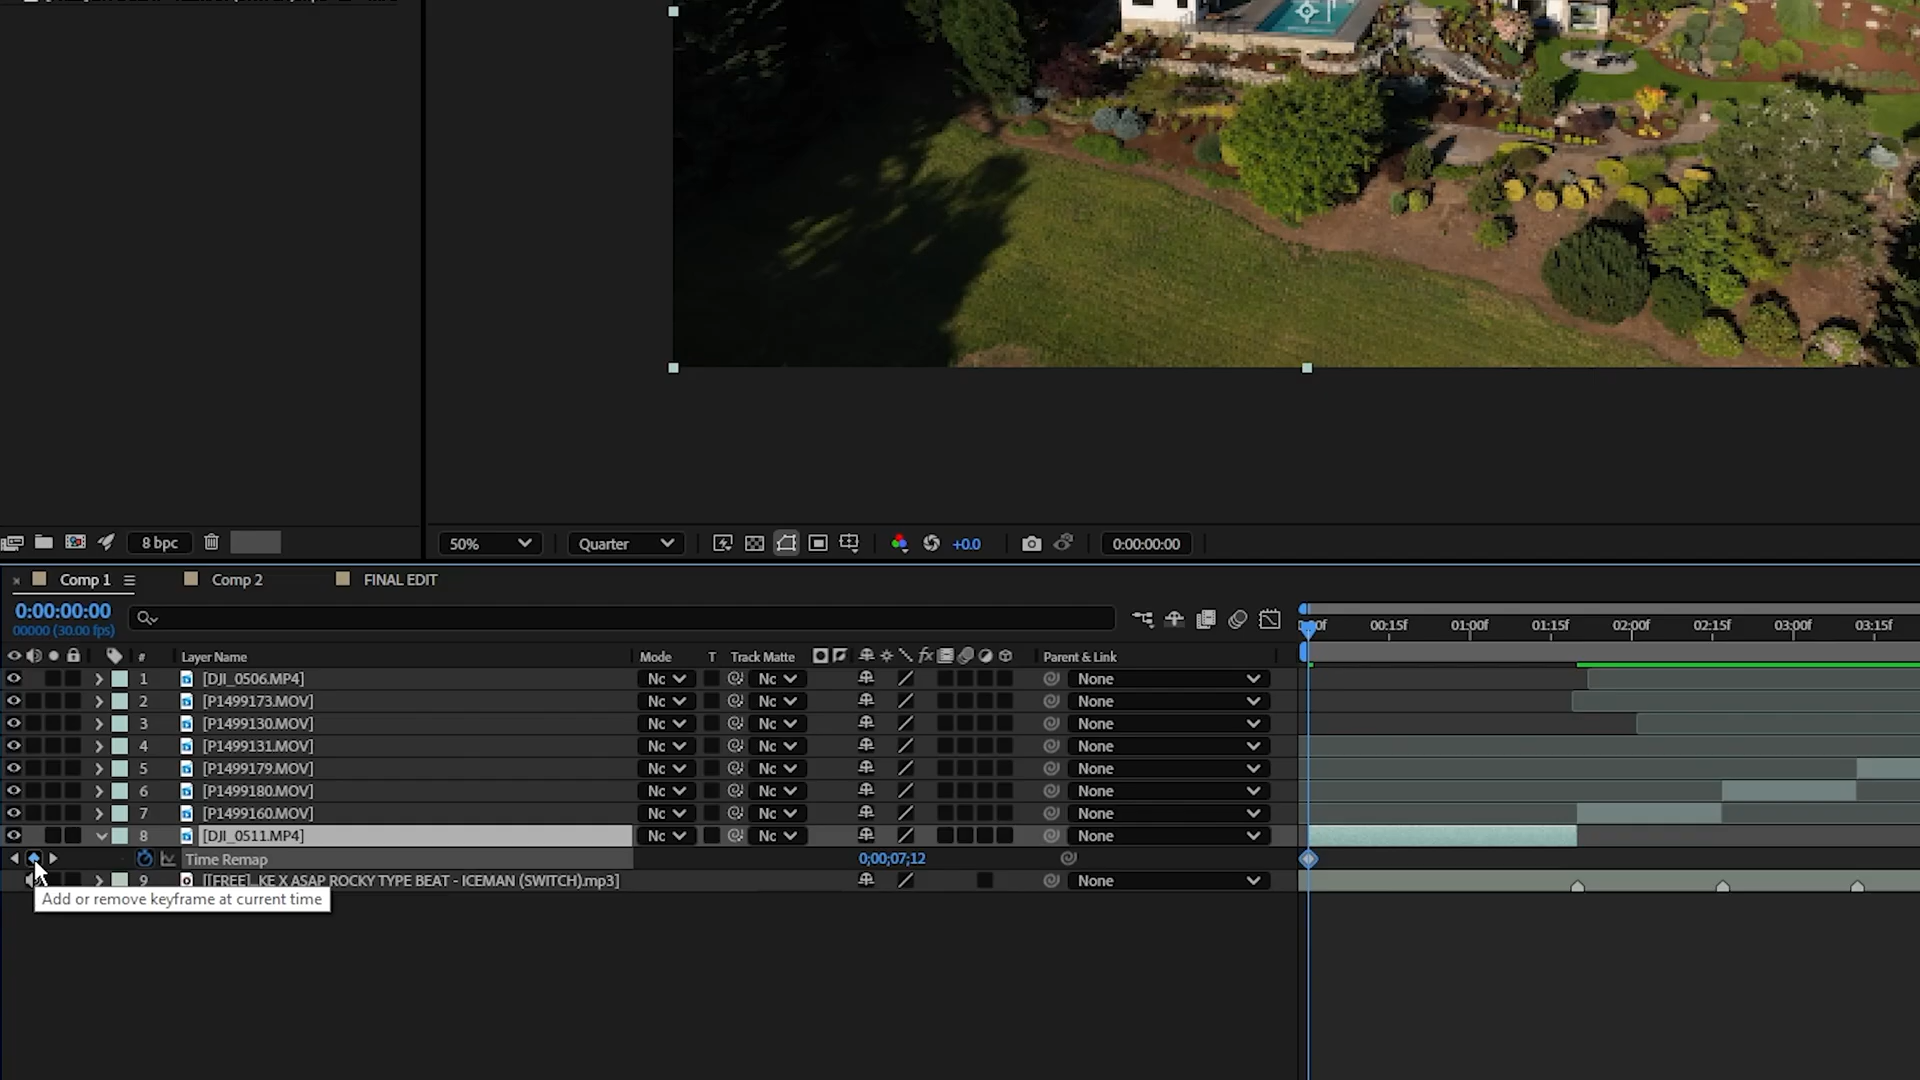 8 bpc
50%
Quarter
+0.0
0:00:00:00
Comp 1
Comp 2
FINAL EDIT
0:00:00:00
00000 (30.00 fps)
00f 00:15f 01:00f 01:15f 02:00f 02:15f 03:00f 03:15f
# Layer Name Mode T Track Matte fx Parent & Link
1 [DJI_0506.MP4] Nc Nc None
2 [P1499173.MOV] Nc Nc None
3 [P1499130.MOV] Nc Nc None
4 [P1499131.MOV] Nc Nc None
5 [P1499179.MOV] Nc Nc None
6 [P1499180.MOV] Nc Nc None
7 [P1499160.MOV] Nc Nc None
8 [DJI_0511.MP4] Nc Nc None
Time Remap 0;00;07;12
9 [[FREE]_KE X ASAP ROCKY TYPE BEAT - ICEMAN (SWITCH).mp3] None
Add or remove keyframe at current time